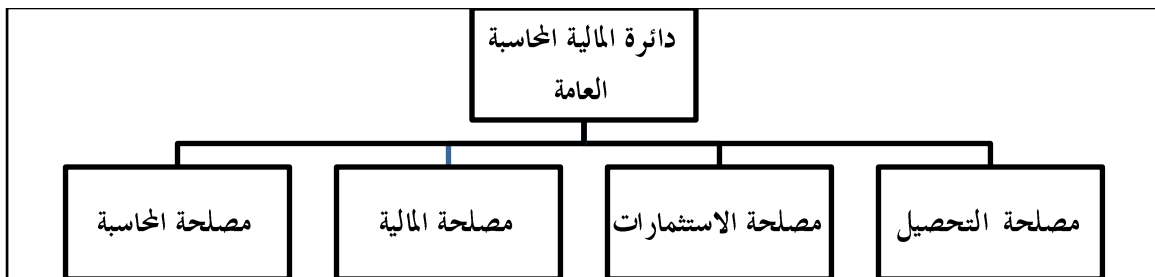 دائرة المالية المحاسبة
العامة
مصلحة التحصيل
مصلحة الاستثمارات
مصلحة المالية
مصلحة المحاسبة